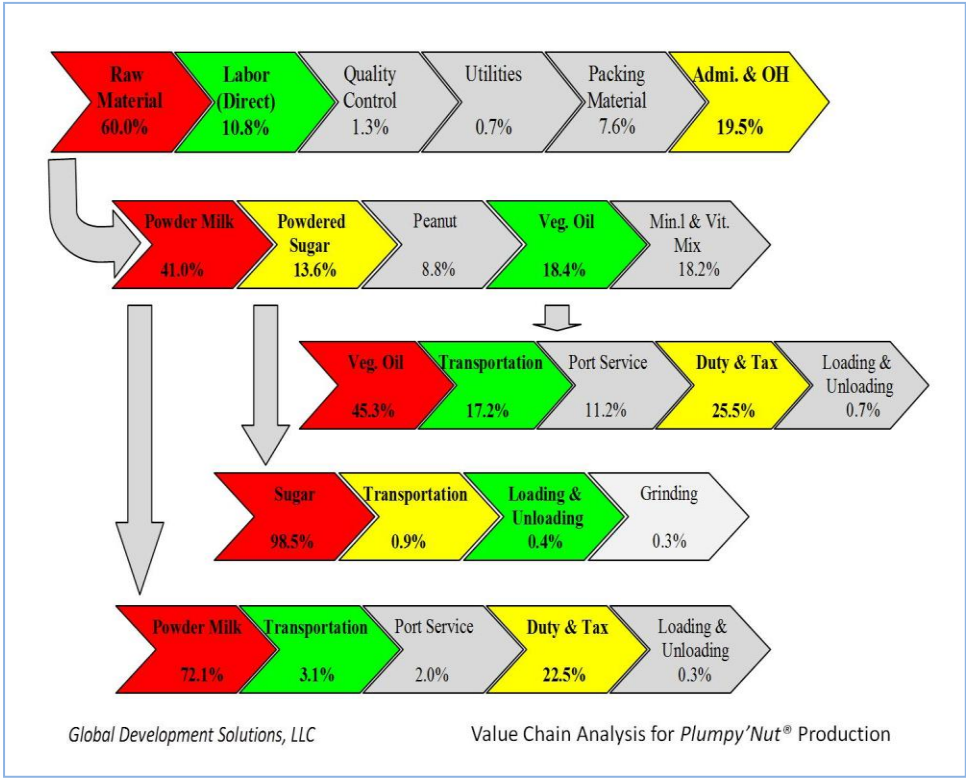 Raw
Material
60.0%
Labor
(Direct)
10.8%
Quality
Control
1.3%
Utilities
0.7%
Packing
Material
7.6%
Admi. & OH
19.5%
Powder Milk
41.0%
Powdered
Sugar
13.6%
Peanut
8.8%
Veg. Oil
18.4%
Min.l & Vit.
Mix
18.2%
Veg. Oil
45.3%
Transportation
17.2%
Port Service
11.2%
Duty & Tax
25.5%
Loading &
Unloading
0.7%
Sugar
98.5%
Transportation
0.9%
Loading &
Unloading
0.4%
Grinding
0.3%
Powder Milk
72.1%
Transportation
3.1%
Port Service
2.0%
Duty & Tax
22.5%
Loading &
Unloading
0.3%
Global Development Solutions, LLC
Value Chain Analysis for Plumpy’Nut® Production